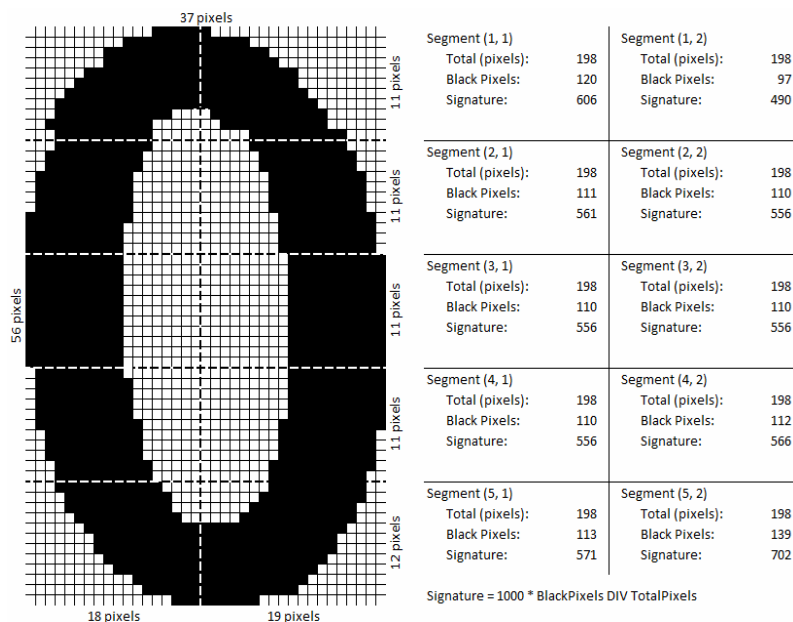 37 pixels
11 pixels
11 pixels
56 pixels
11 pixels
11 pixels
12 pixels
18 pixels
19 pixels
Segment (1, 1)
Total (pixels): 198
Black Pixels: 120
Signature: 606
Segment (1, 2)
Total (pixels): 198
Black Pixels: 97
Signature: 490
Segment (2, 1)
Total (pixels): 198
Black Pixels: 111
Signature: 561
Segment (2, 2)
Total (pixels): 198
Black Pixels: 110
Signature: 556
Segment (3, 1)
Total (pixels): 198
Black Pixels: 110
Signature: 556
Segment (3, 2)
Total (pixels): 198
Black Pixels: 110
Signature: 556
Segment (4, 1)
Total (pixels): 198
Black Pixels: 110
Signature: 556
Segment (4, 2)
Total (pixels): 198
Black Pixels: 112
Signature: 566
Segment (5, 1)
Total (pixels): 198
Black Pixels: 113
Signature: 571
Segment (5, 2)
Total (pixels): 198
Black Pixels: 139
Signature: 702
Signature = 1000 * BlackPixels DIV TotalPixels